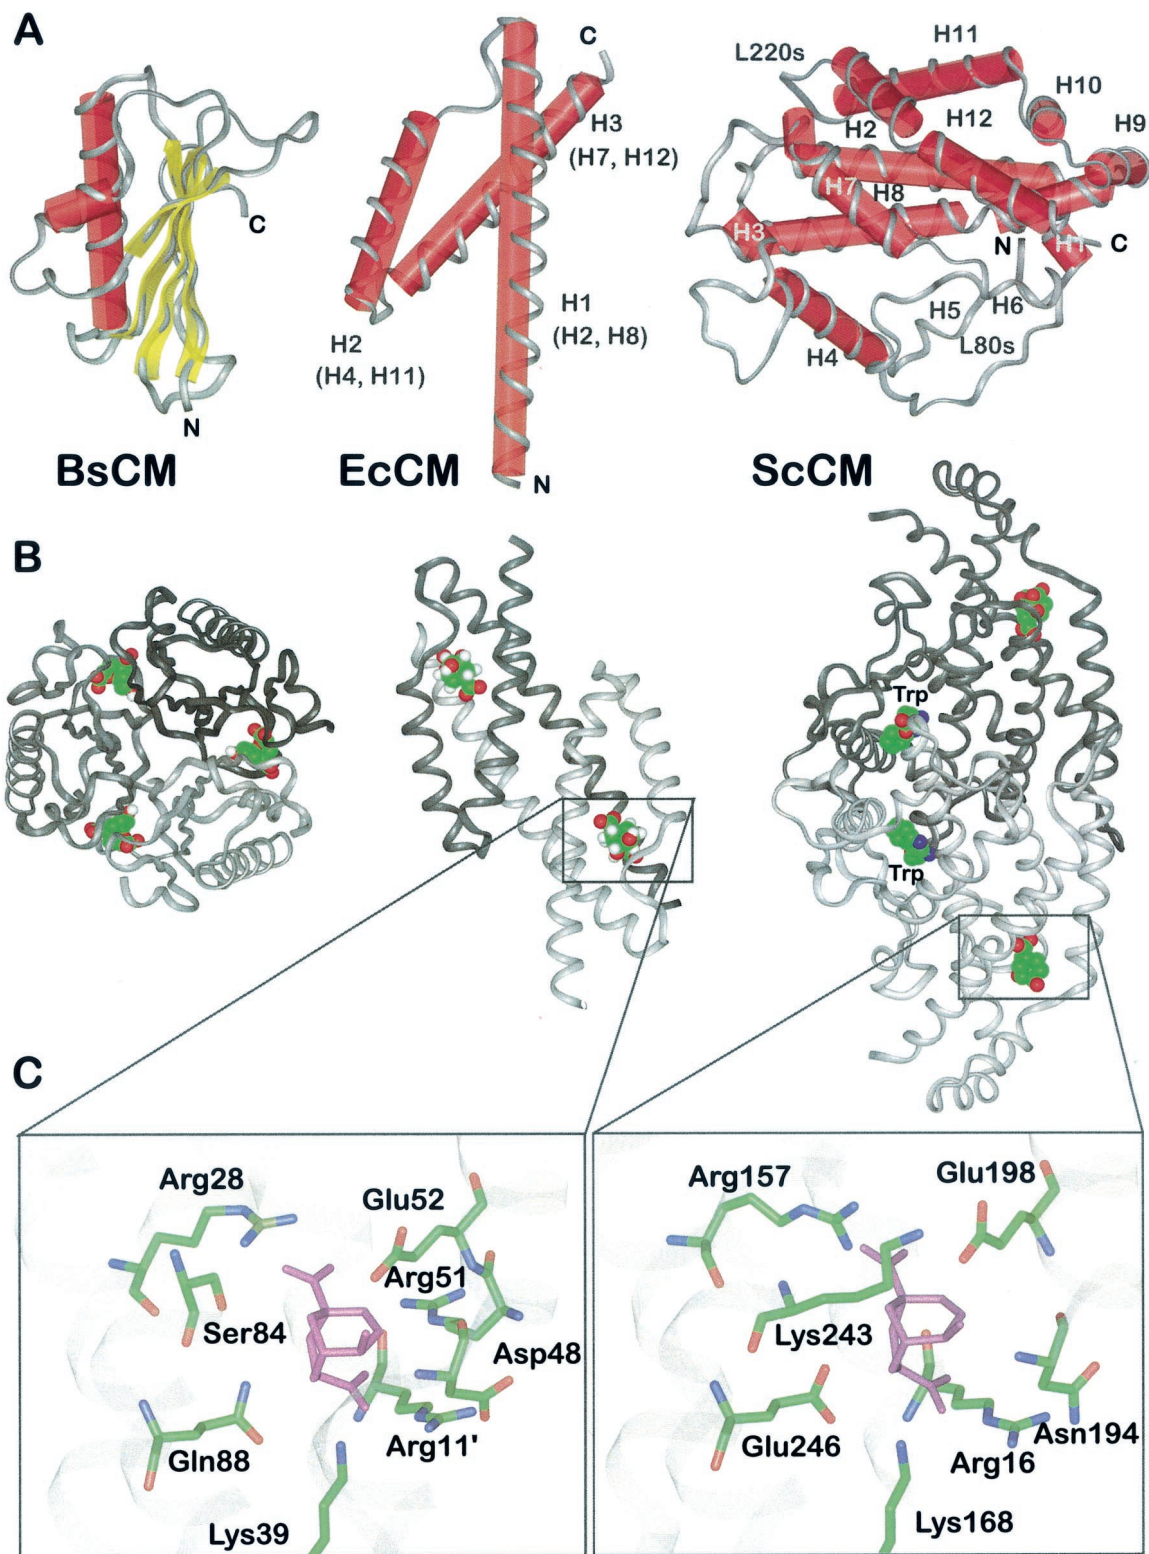 A
C
H3
(H7, H12)
H1
(H2, H8)
H2
(H4, H11)
N
C
N
L220s
H11
H10
H9
H2
H12
H7
H8
H3
N
H1
C
H5
H6
H4
L80s
BsCM
EcCM
ScCM
B
Trp
Trp
C
Arg28
Glu52
Arg51
Ser84
Asp48
Gln88
Arg11'
Lys39
Arg157
Glu198
Lys243
Glu246
Asn194
Arg16
Lys168